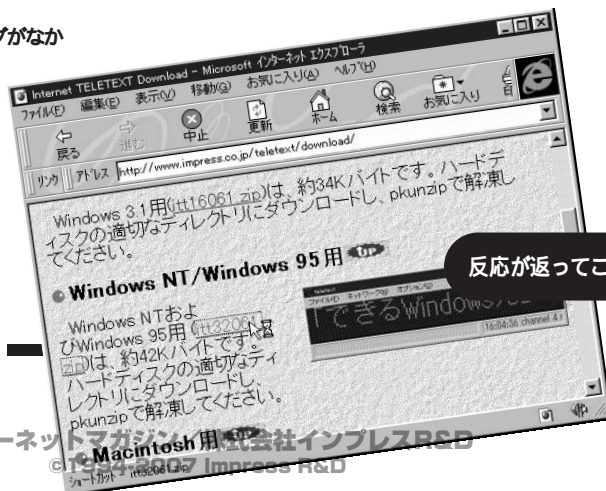 グがなか
Internet TELETEXT Download - Microsoft インターネット エクスプローラ
ファイル(F) 編集(E) 表示(V) 移動(G) お気に入り(A) ヘルプ(H)
戻る 進む 中止 更新 ホーム 検索 お気に入り 印
リンク アドレス http://www.impress.co.jp/teletext/download/
Windows 3.1用(itt16061.zip)は、約34Kバイトです。ハードデ
ィスクの適切なディレクトリにダウンロードし、pkunzipで解凍し
てください。
Windows NT/Windows 95用 up
反応が返ってこ
Windows NTおよ
びWindows 95用(itt32061.
zip)は、約42Kバイトです。
ハードディスクの適切なディ
レクトリにダウンロードし、
pkunzipで解凍してください。
teletext
ファイル(F) ネットワーク(N) オプション(O)
できるWindows
16:04:36 channel 4
Macintosh用
ーネットマガジン/株式会社インプレスR&D
©1994-2007 Impress R&D
ショートカット = itt32061.zip